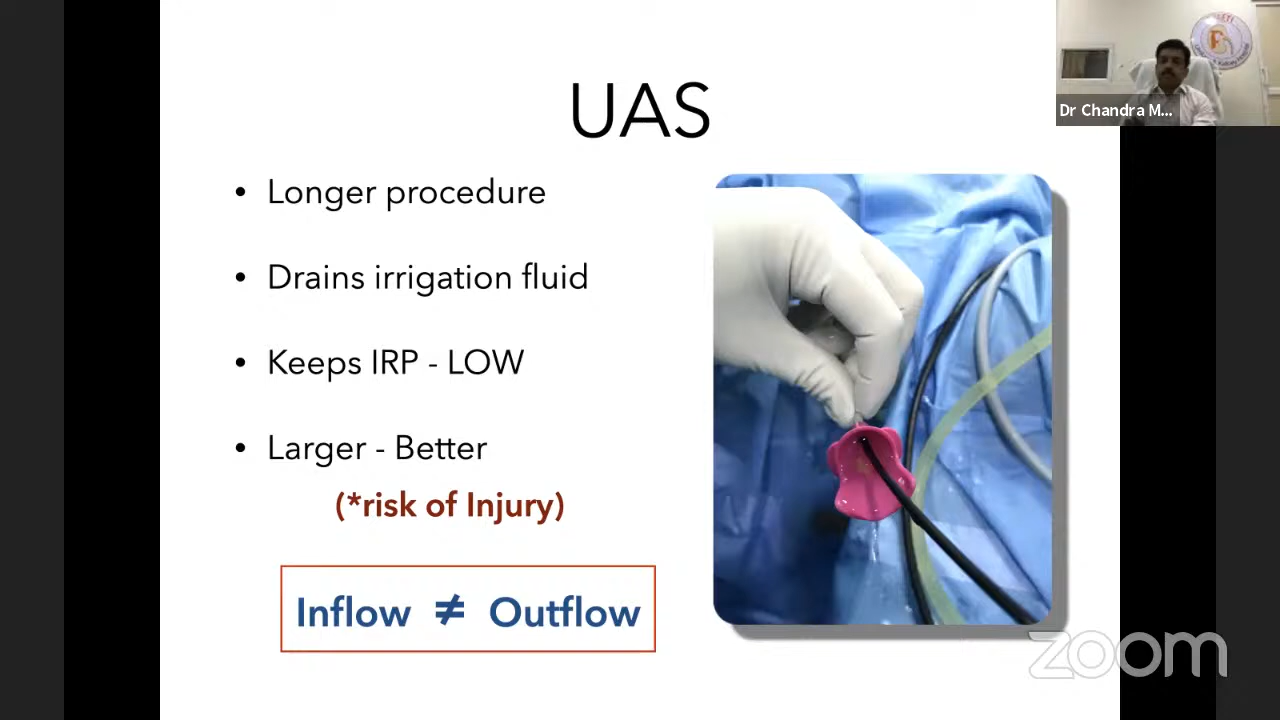 UAS
• Longer procedure
• Drains irrigation fluid
• Keeps IRP - LOW
• Larger - Better
(*risk of Injury)
Inflow ≠ Outflow
Dr Chandra M...
zoom